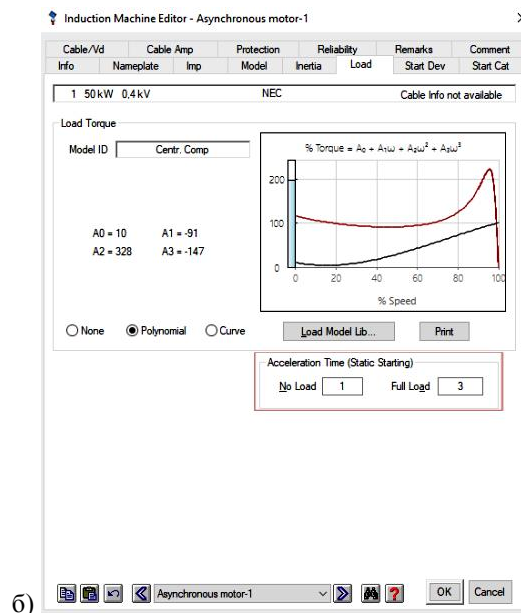 Induction Machine Editor - Asynchronous motor-1
Cable/Vd Cable Amp Protection Reliability Remarks Comment
Info Nameplate Imp Model Inertia Load Start Dev Start Cat
1 50 kW 0,4 kV NEC Cable Info not available
Load Torque
Model ID Centr. Comp
% Torque = A₀ + A₁ω + A₂ω² + A₃ω³
200
100
0
0 20 40 60 80 100
% Speed
A0 = 10 A1 = -91
A2 = 328 A3 = -147
None Polynomial Curve Load Model Lib... Print
Acceleration Time (Static Starting)
No Load 1 Full Load 3
б) Asynchronous motor-1 OK Cancel